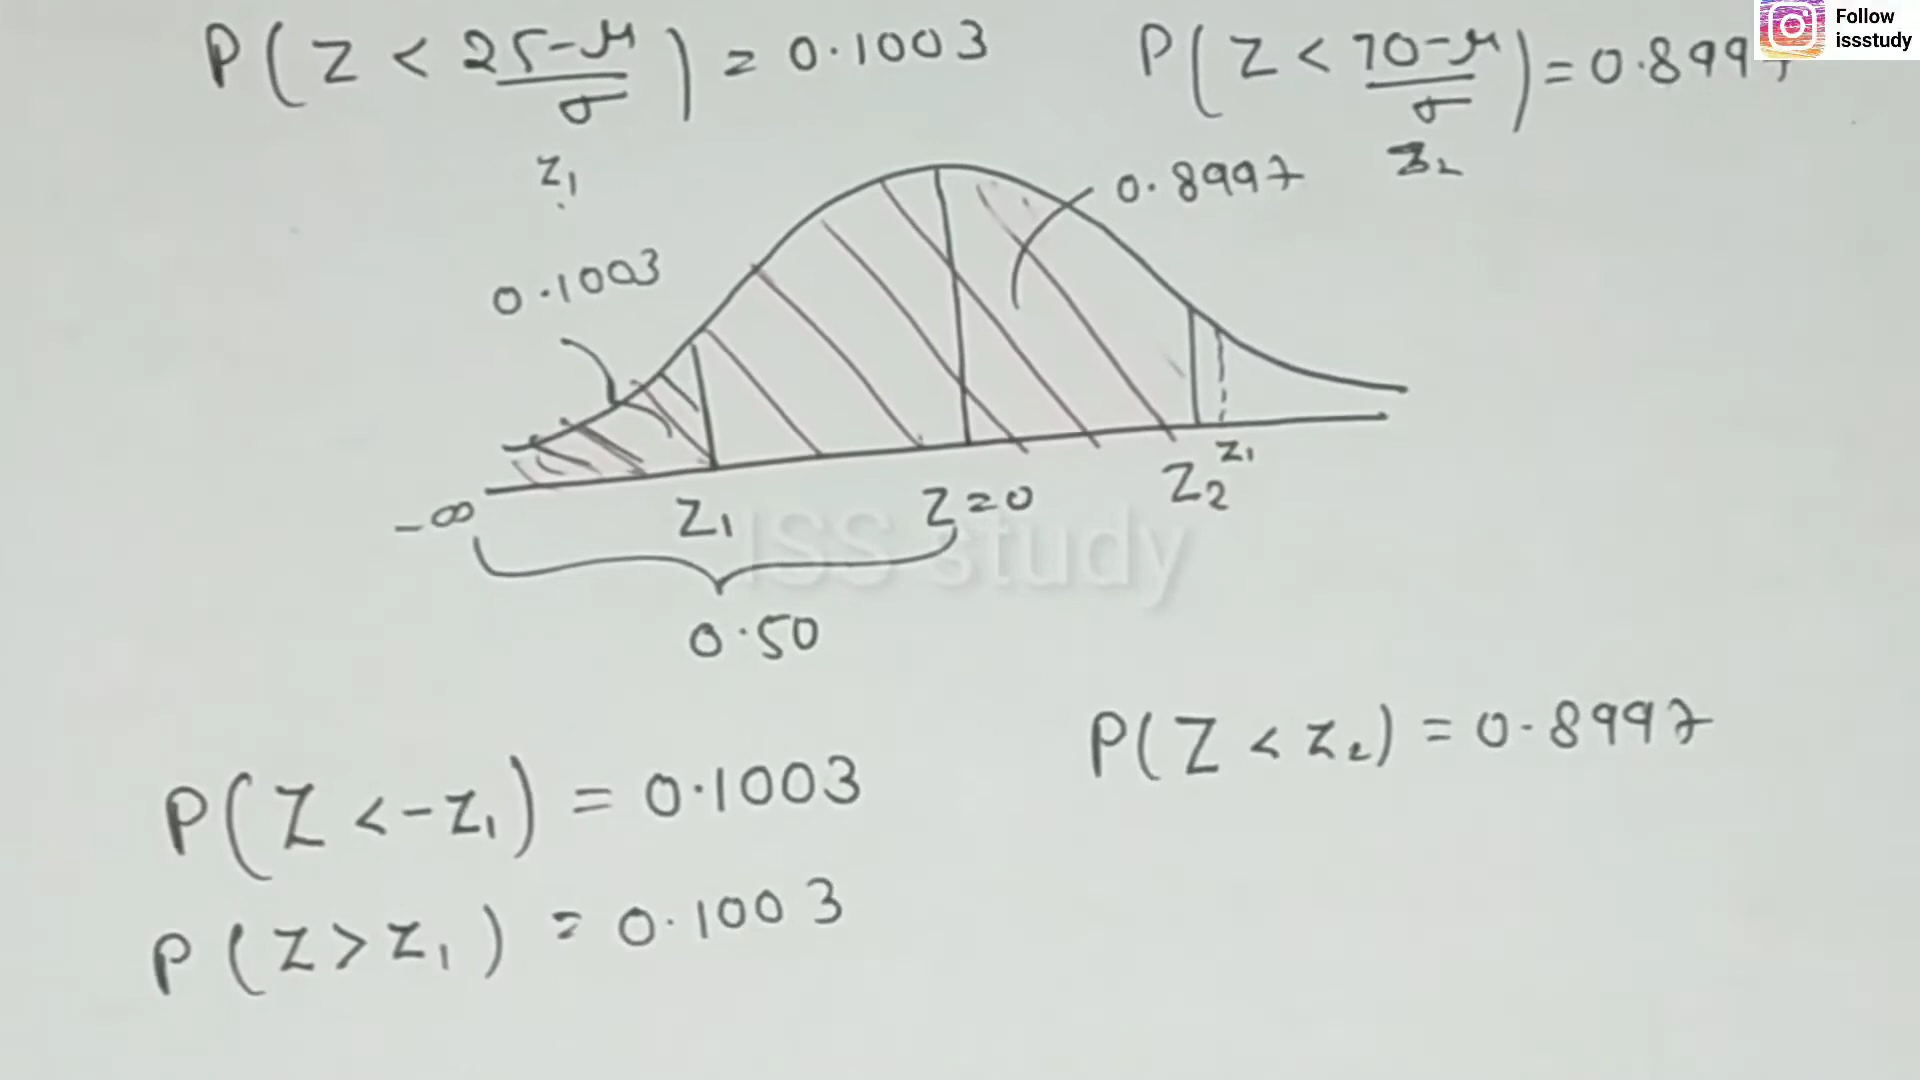 P(Z < 25-μ/σ) = 0.1003
P(Z < 70-μ/σ) = 0.8997
Follow
issstudy
z₁
z₂
0.8997
0.1003
-∞
Z₁
Z=0
Z₂
z₁
ISS study
0.50
P(Z < z₂) = 0.8997
P(Z < -z₁) = 0.1003
P(Z > z₁) = 0.1003